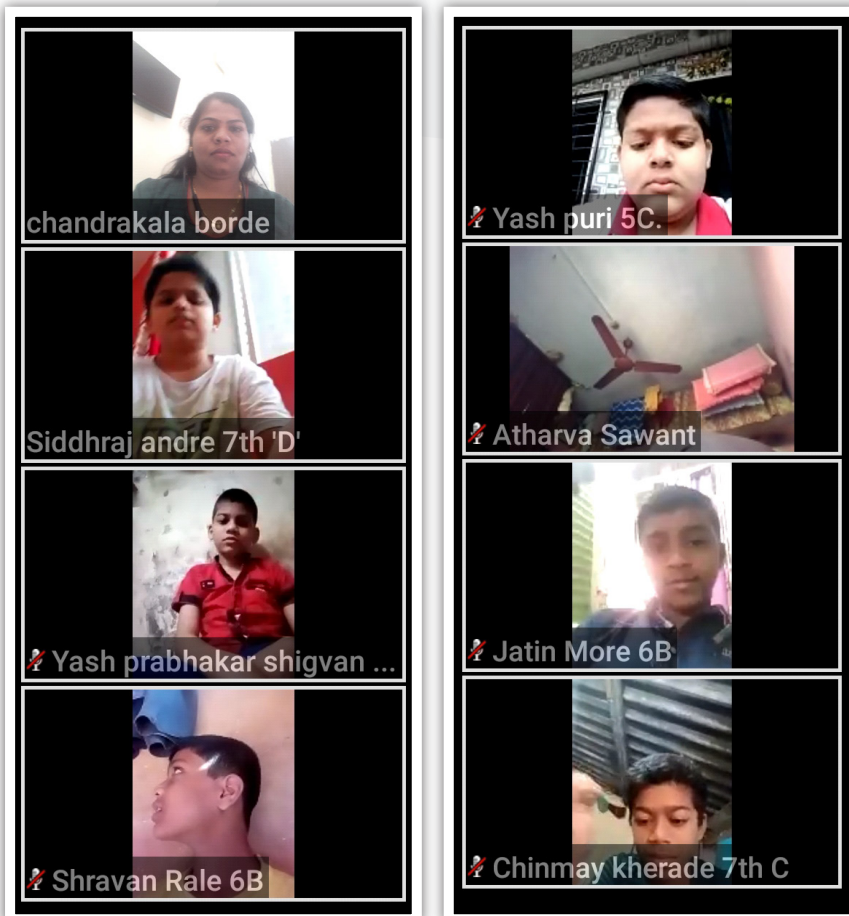 chandrakala borde
Siddhraj andre 7th 'D'
Yash prabhakar shigvan ...
Shravan Rale 6B
Yash puri 5C.
Atharva Sawant
Jatin More 6B
Chinmay kherade 7th C